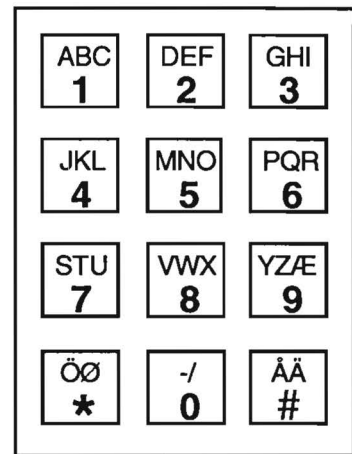 ABC DEF GHI
1 2 3
JKL MNO PQR
4 5 6
STU VWX YZÆ
7 8 9
ÖØ -/ ÅÄ
* 0 #